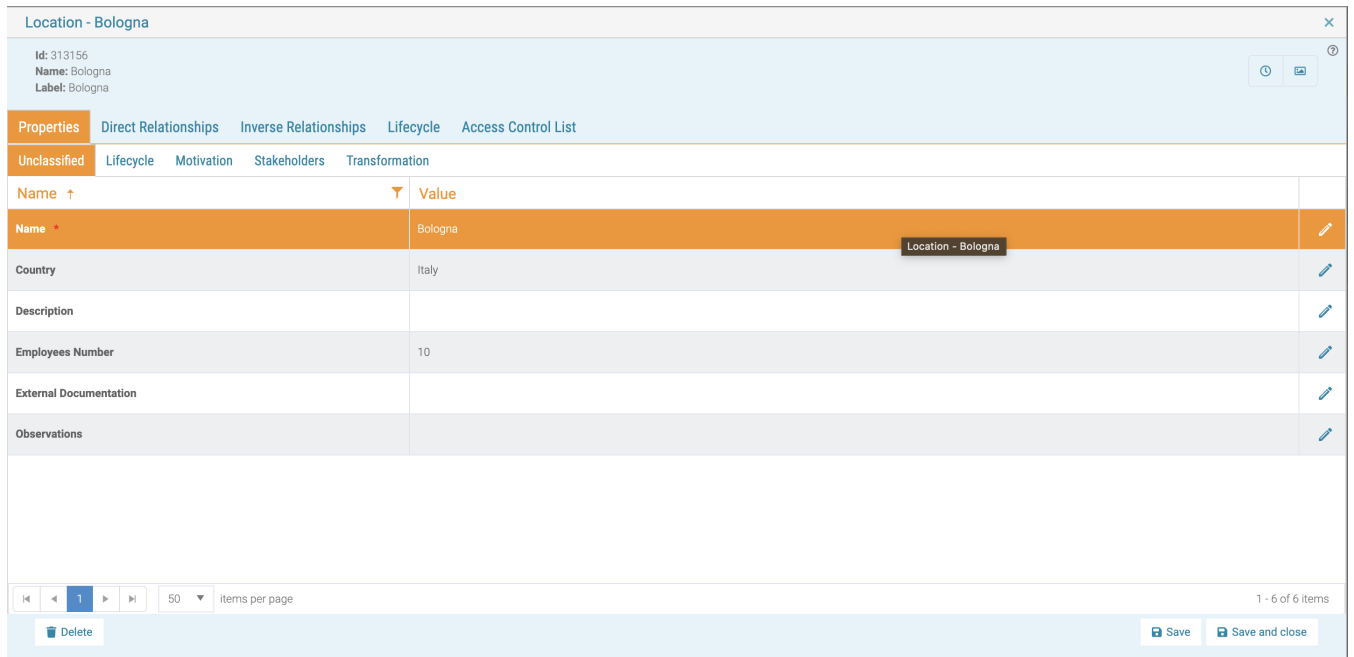 Location - Bologna
Id: 313156
Name: Bologna
Label: Bologna
Properties Direct Relationships Inverse Relationships Lifecycle Access Control List
Unclassified Lifecycle Motivation Stakeholders Transformation
Name ↑ Value
Name * Bologna
Location - Bologna
Country Italy
Description
Employees Number 10
External Documentation
Observations
1 50 items per page 1 - 6 of 6 items
Delete Save Save and close